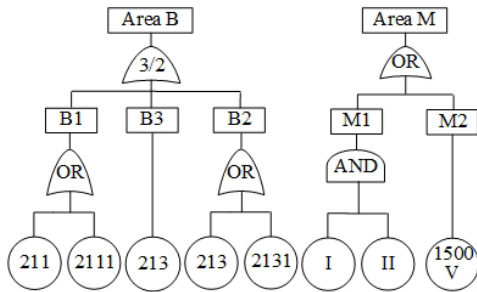 Area B
Area M
3/2
OR
B1
B3
B2
M1
M2
OR
OR
AND
211
2111
213
213
2131
I
II
1500
V